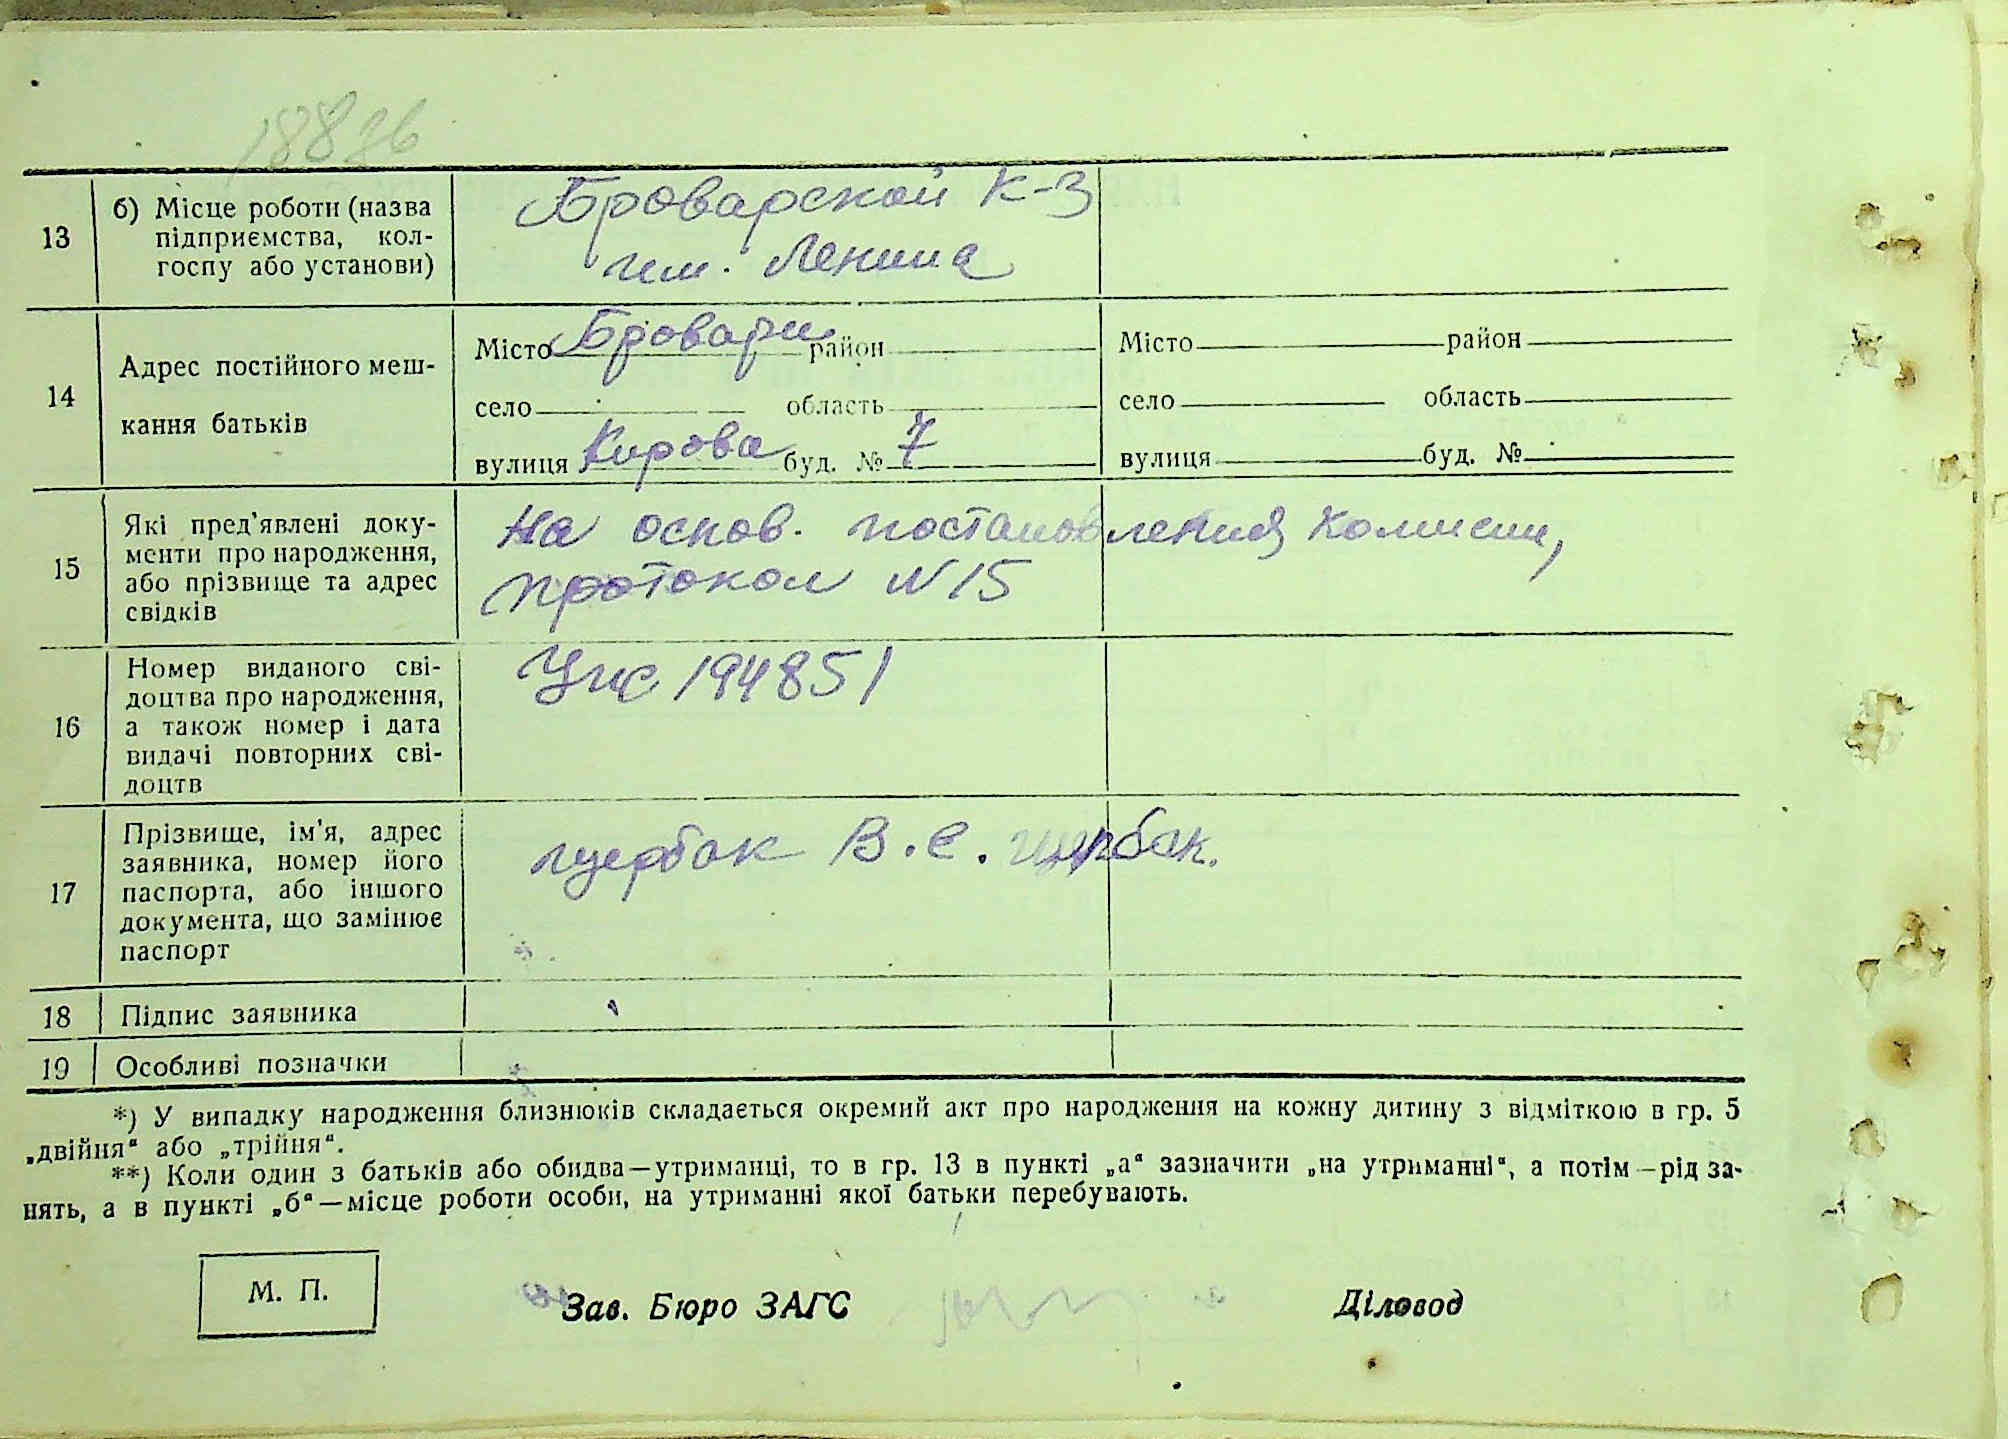 13
б) Місце роботи (назва
підприємства, кол-
госпу або установи)
Броварской К-З
им. Ленина
14
Адрес постійного меш-
кання батьків
Місто Бровары район
село область
вулиця Кирова буд. № 7
Місто район
село область
вулиця буд. №
15
Які пред'явлені доку-
менти про народження,
або прізвище та адрес
свідків
На основ. постановления комисии,
протокол N 15
16
Номер виданого сві-
доцтва про народження,
а також номер і дата
видачі повторних сві-
доцтв
194851
17
Прізвище, ім'я, адрес
заявника, номер його
паспорта, або іншого
документа, що замінює
паспорт
щербак В. Е. щербак.
18
Підпис заявника
19
Особливі позначки
*) У випадку народження близнюків складається окремий акт про народження на кожну дитину з відміткою в гр. 5
„двійня“ або „трійня“.
**) Коли один з батьків або обидва—утриманці, то в гр. 13 в пункті „а“ зазначити „на утриманні“, а потім—рід за-
нять, а в пункті „б“—місце роботи особи, на утриманні якої батьки перебувають.
М. П.
Зав. Бюро ЗАГС
Діловод